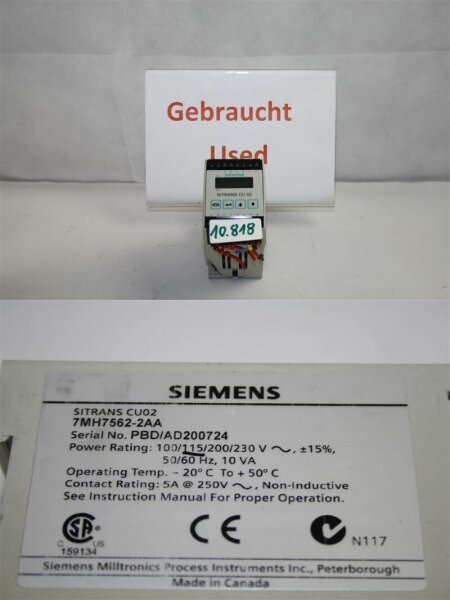 Gebraucht
Used
SIEMENS
SITRANS CU 02
10.818
SIEMENS
SITRANS CU02
7MH7562-2AA
Serial No. PBD/AD200724
Power Rating: 100/115/200/230 V ~, ±15%,
50/60 Hz, 10 VA
Operating Temp. – 20° C To + 50° C
Contact Rating: 5A @ 250V ~, Non-Inductive
See Instruction Manual For Proper Operation.
C SA US
159134
CE
N117
Siemens Milltronics Process Instruments Inc., Peterborough
Made in Canada